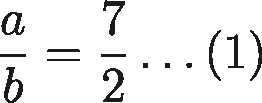 a/b = 7/2 ... (1)